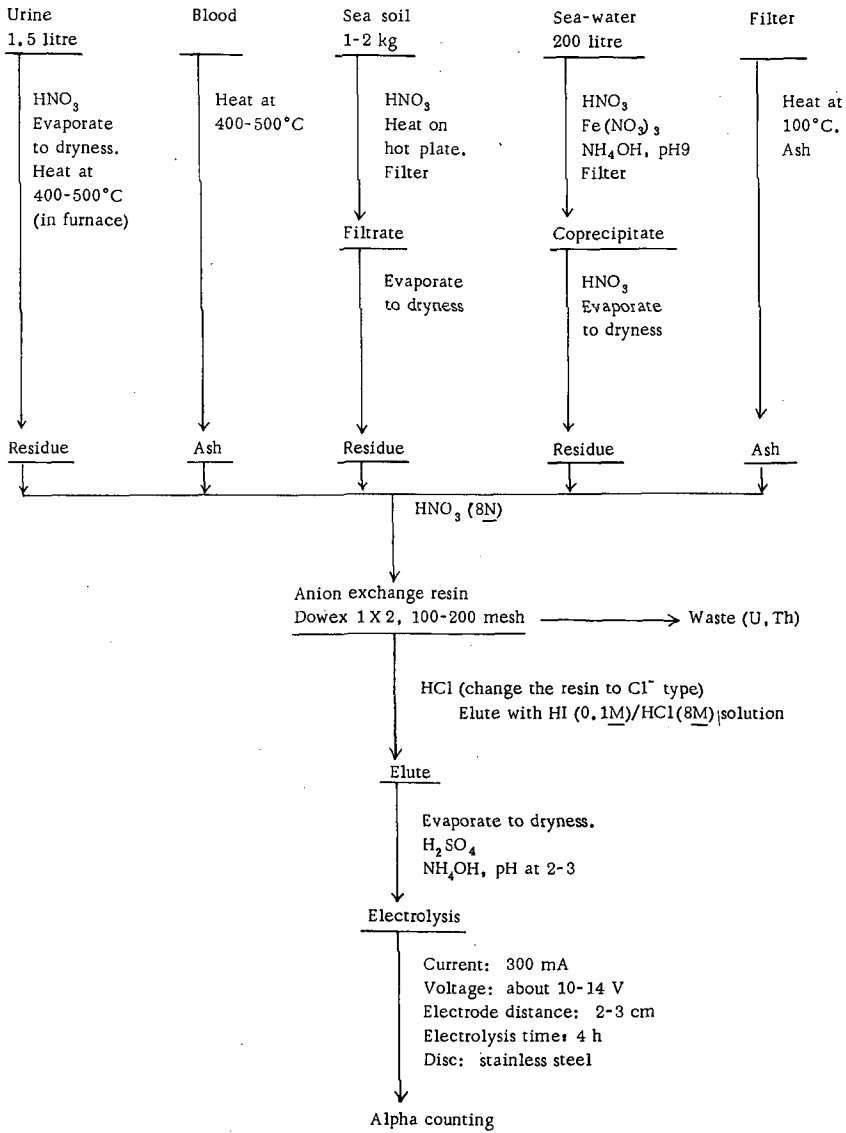 Urine
1.5 litre
Blood
Sea soil
1-2 kg
Sea-water
200 litre
Filter
HNO₃
Evaporate
to dryness.
Heat at
400-500°C
(in furnace)
Heat at
400-500°C
HNO₃
Heat on
hot plate.
Filter
HNO₃
Fe(NO₃)₃
NH₄OH, pH9
Filter
Heat at
100°C.
Ash
Filtrate
Coprecipitate
Evaporate
to dryness
HNO₃
Evaporate
to dryness
Residue
Ash
Residue
Residue
Ash
HNO₃ (8N)
Anion exchange resin
Dowex 1 X 2, 100-200 mesh
Waste (U, Th)
HCl (change the resin to Cl⁻ type)
Elute with HI (0.1M)/HCl(8M) solution
Elute
Evaporate to dryness.
H₂SO₄
NH₄OH, pH at 2-3
Electrolysis
Current: 300 mA
Voltage: about 10-14 V
Electrode distance: 2-3 cm
Electrolysis time: 4 h
Disc: stainless steel
Alpha counting